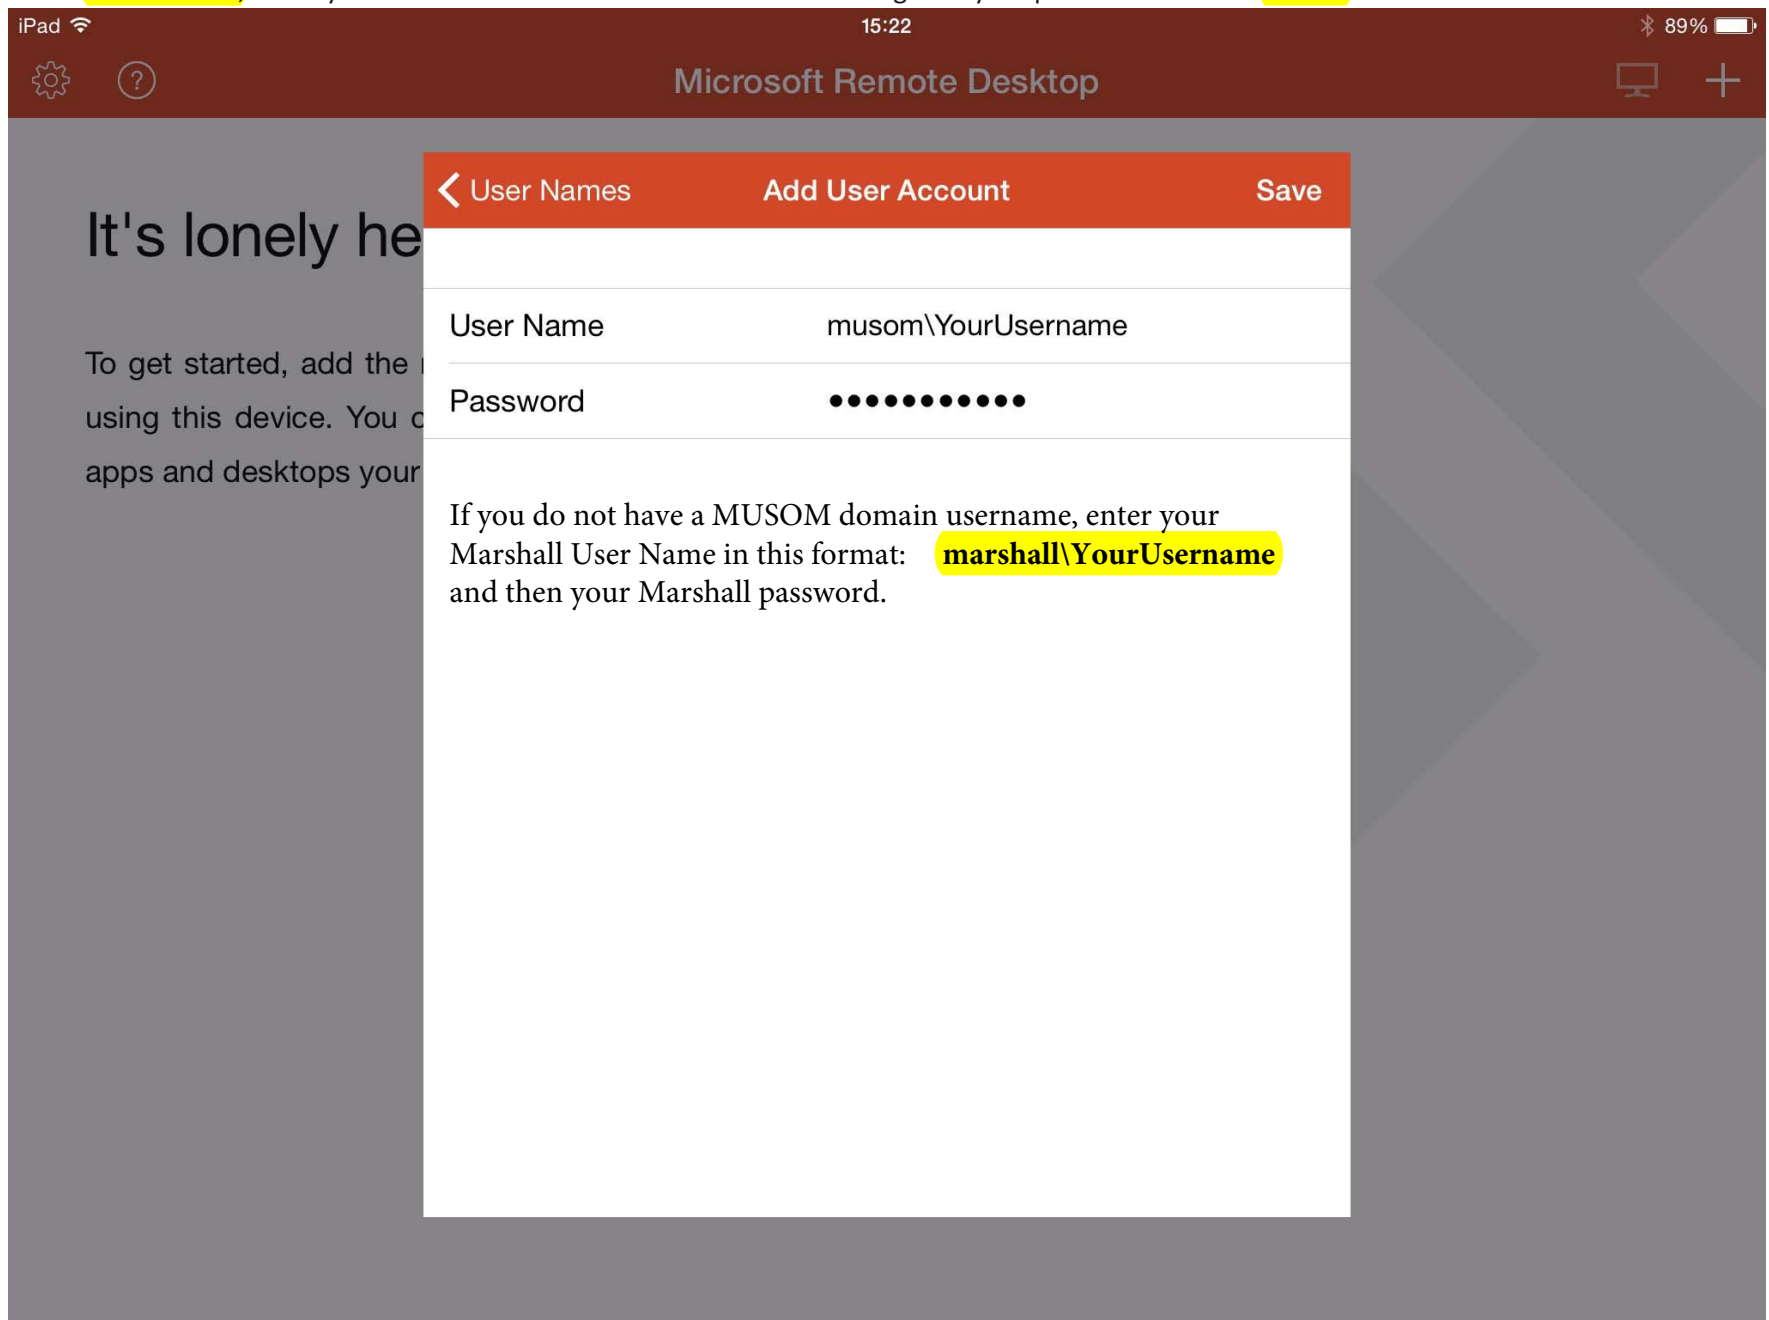 iPad 15:22 89%
Microsoft Remote Desktop
User Names Add User Account Save
It's lonely he
User Name musom\YourUsername
To get started, add the
using this device. You
Password ●●●●●●●●●●●
apps and desktops your
If you do not have a MUSOM domain username, enter your
Marshall User Name in this format: marshall\YourUsername
and then your Marshall password.